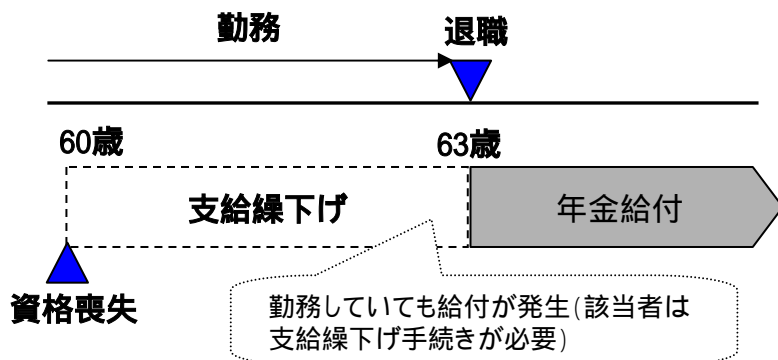 勤務
退職
60歳
63歳
支給繰下げ
年金給付
資格喪失
勤務していても給付が発生(該当者は
支給繰下げ手続きが必要)